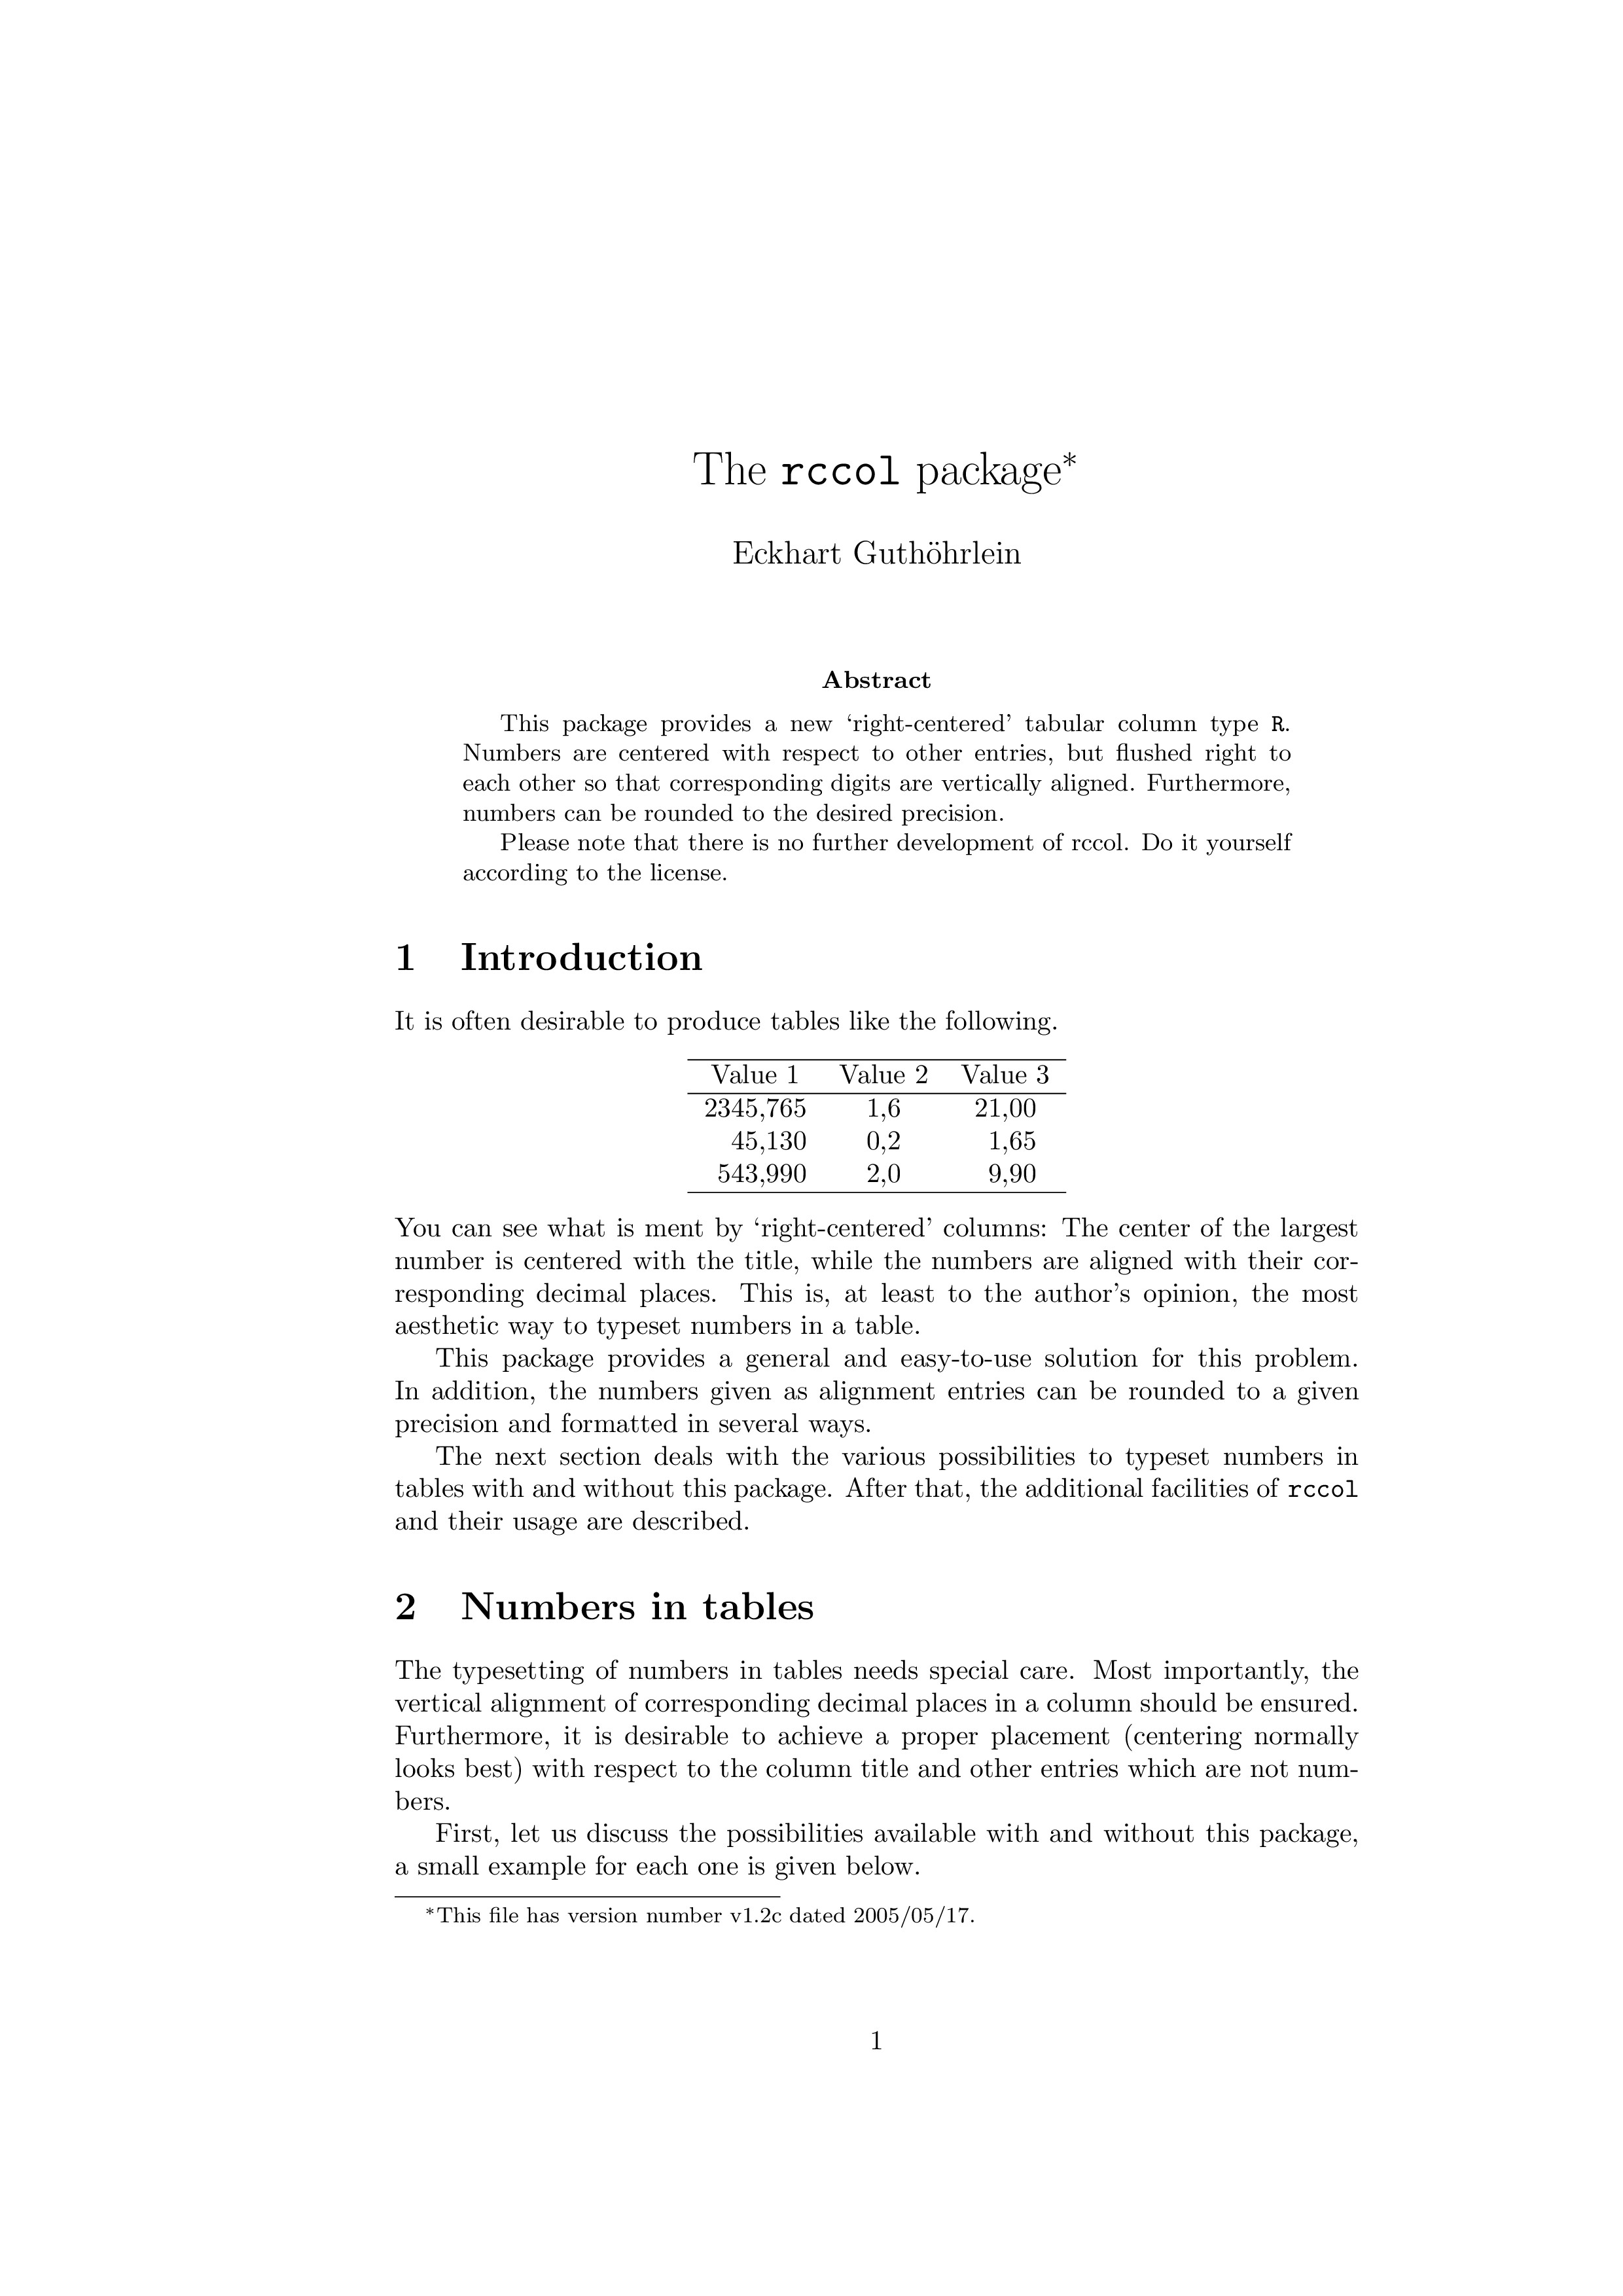 The rccol package*
Eckhart Guthöhrlein
Abstract
This package provides a new ‘right-centered’ tabular column type R.
Numbers are centered with respect to other entries, but flushed right to
each other so that corresponding digits are vertically aligned. Furthermore,
numbers can be rounded to the desired precision.
Please note that there is no further development of rccol. Do it yourself
according to the license.
1 Introduction
It is often desirable to produce tables like the following.
Value 1 Value 2 Value 3
2345,765 1,6 21,00
45,130 0,2 1,65
543,990 2,0 9,90
You can see what is ment by ‘right-centered’ columns: The center of the largest
number is centered with the title, while the numbers are aligned with their cor-
responding decimal places. This is, at least to the author’s opinion, the most
aesthetic way to typeset numbers in a table.
This package provides a general and easy-to-use solution for this problem.
In addition, the numbers given as alignment entries can be rounded to a given
precision and formatted in several ways.
The next section deals with the various possibilities to typeset numbers in
tables with and without this package. After that, the additional facilities of rccol
and their usage are described.
2 Numbers in tables
The typesetting of numbers in tables needs special care. Most importantly, the
vertical alignment of corresponding decimal places in a column should be ensured.
Furthermore, it is desirable to achieve a proper placement (centering normally
looks best) with respect to the column title and other entries which are not num-
bers.
First, let us discuss the possibilities available with and without this package,
a small example for each one is given below.
*This file has version number v1.2c dated 2005/05/17.
1